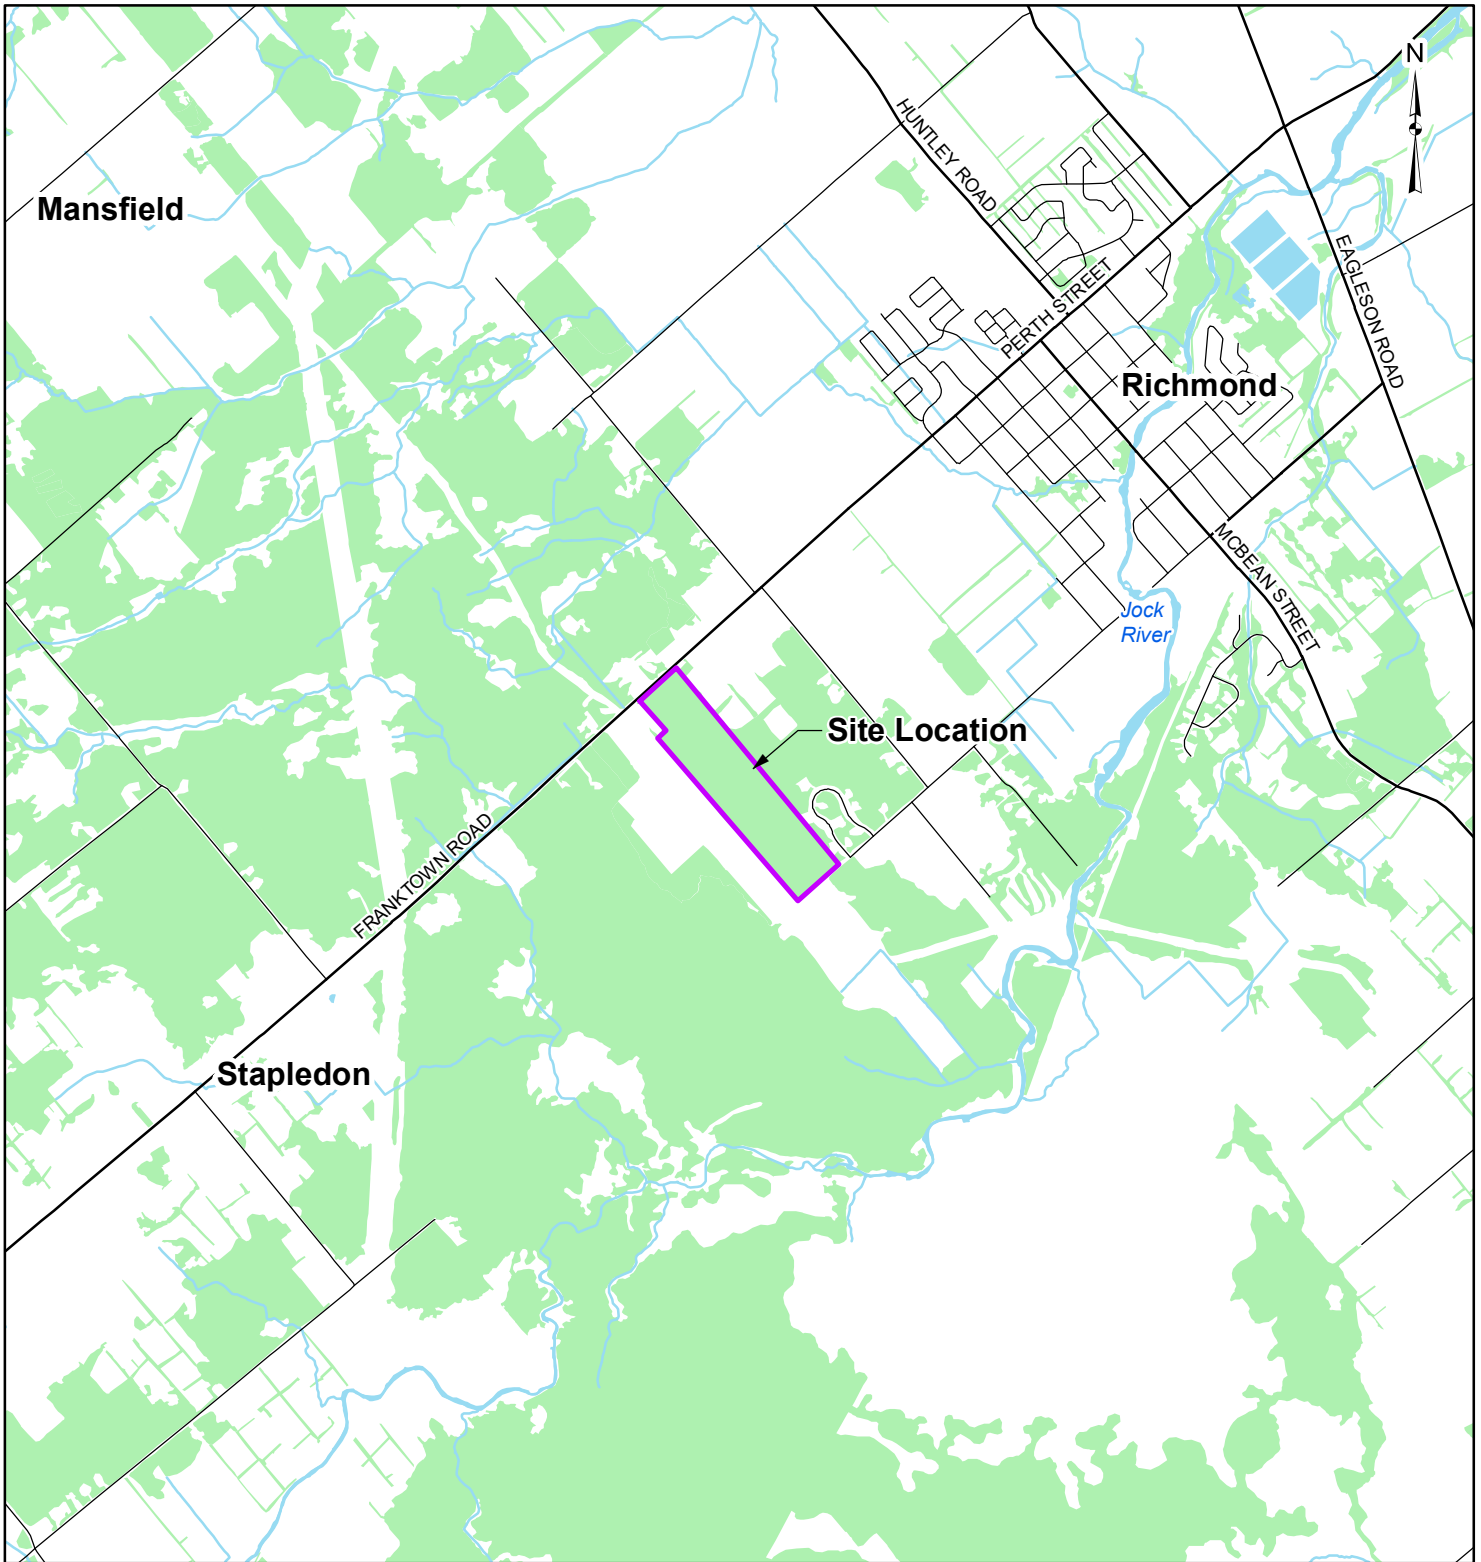 N
HUNTLEY ROAD
Mansfield
EAGLESON ROAD
PERTH STREET
Richmond
MCBEAN STREET
Jock
River
Site Location
FRANKTOWN ROAD
Stapledon